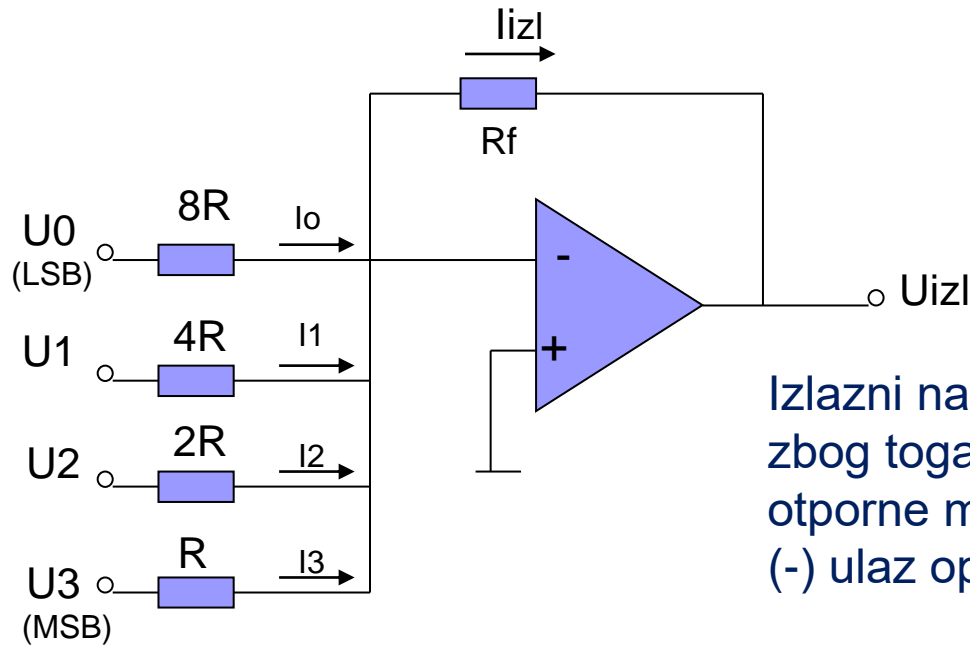 Iizl
Rf
8R
Io
U0
(LSB)
-
Uizl
4R
I1
U1
+
Izlazni na
zbog toga
otporne m
(-) ulaz op
2R
I2
U2
R
I3
U3
(MSB)